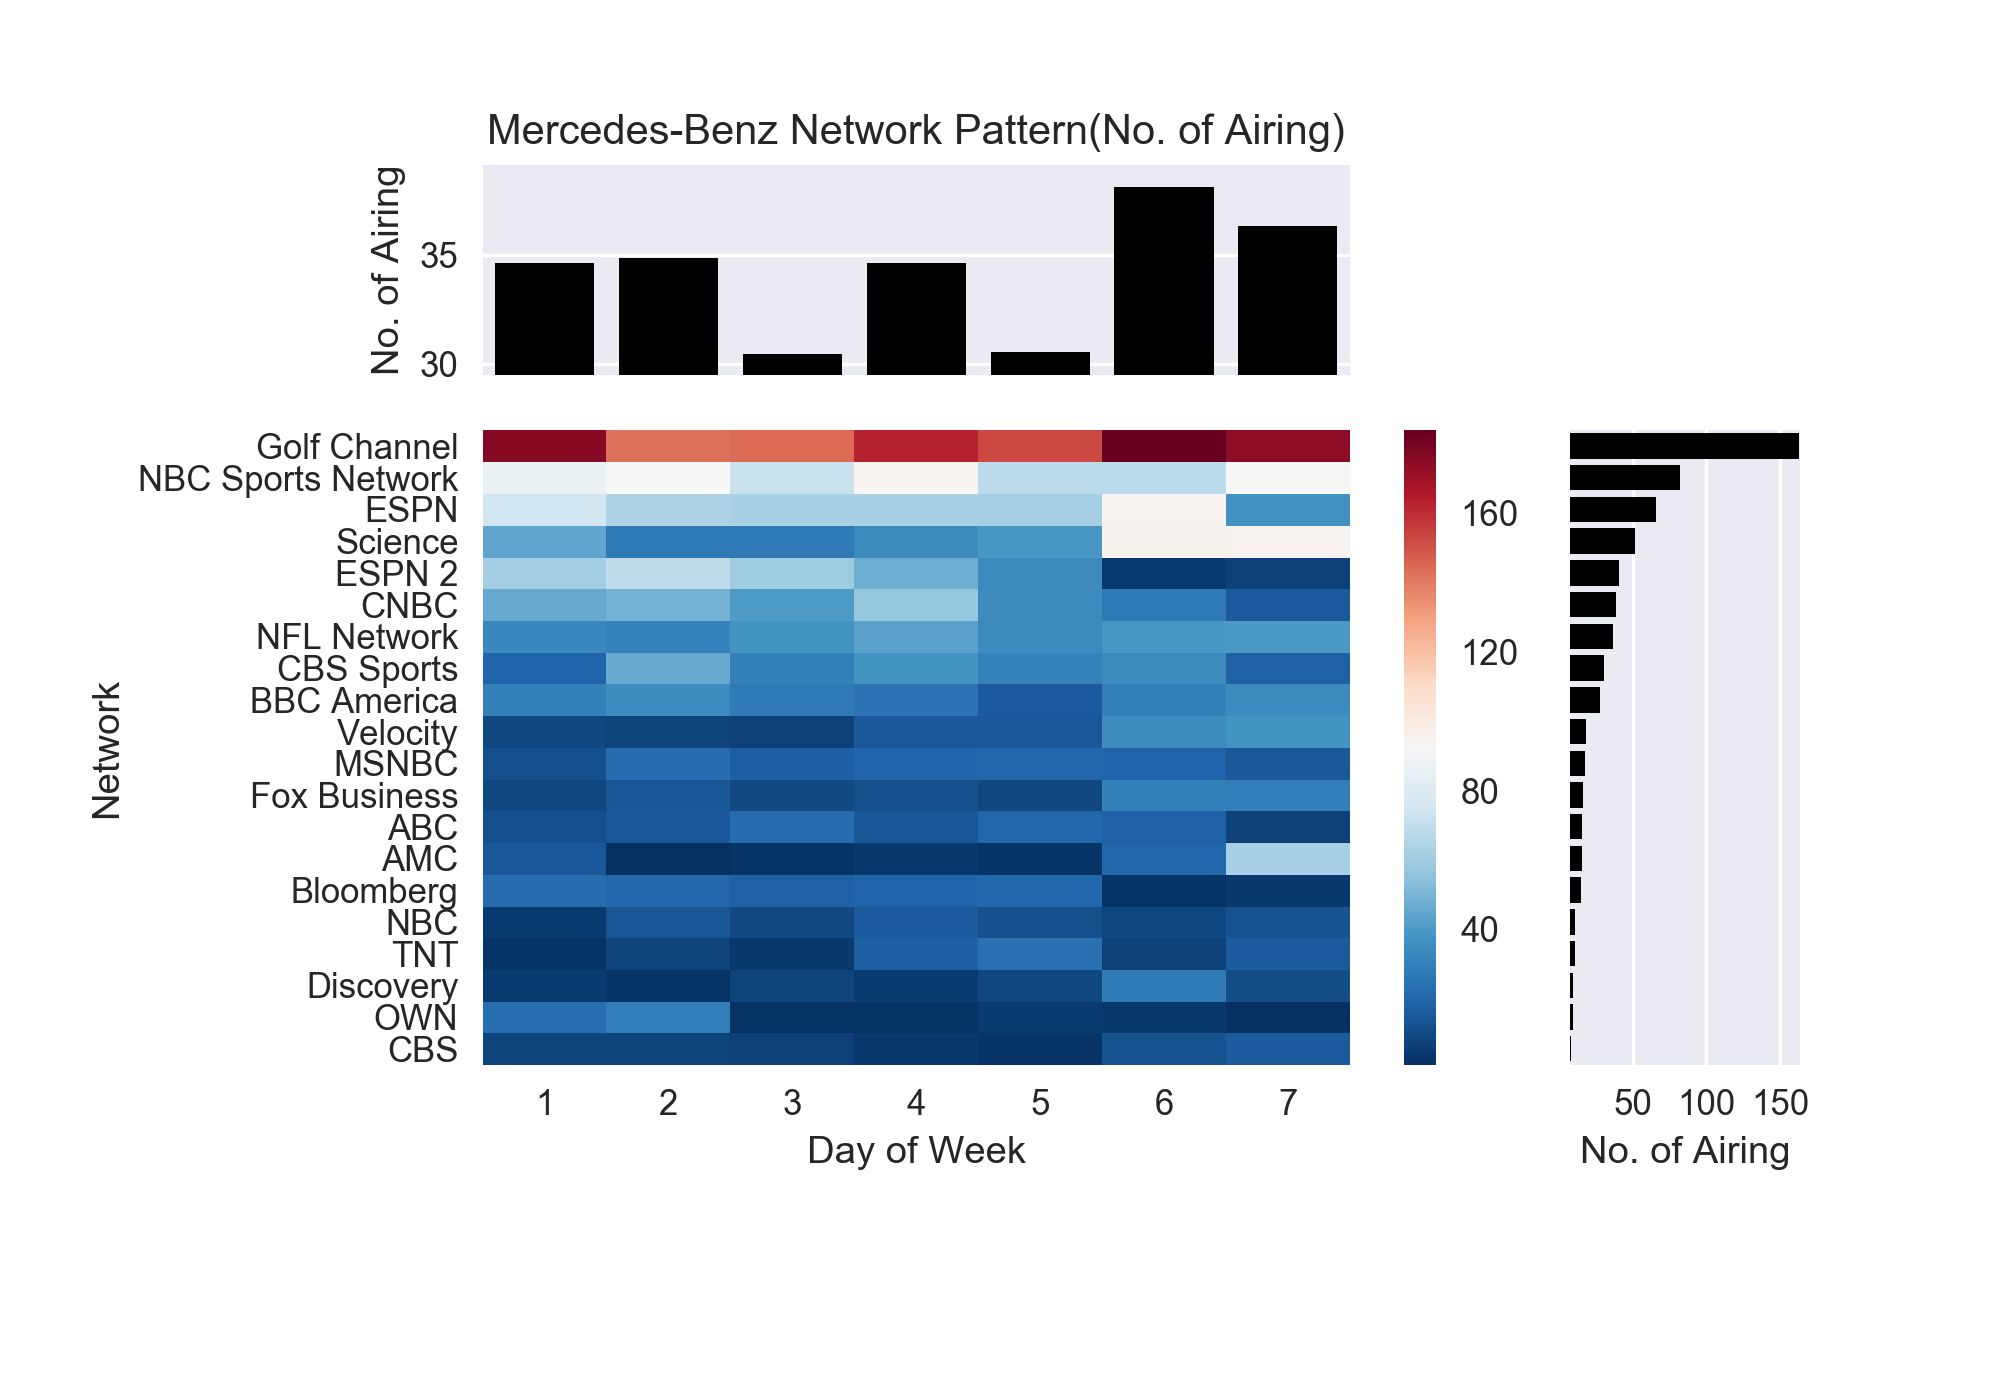 Mercedes-Benz Network Pattern(No. of Airing)
No. of Airing
35
30
Network
Golf Channel
NBC Sports Network
ESPN
Science
ESPN 2
CNBC
NFL Network
CBS Sports
BBC America
Velocity
MSNBC
Fox Business
ABC
AMC
Bloomberg
NBC
TNT
Discovery
OWN
CBS
1 2 3 4 5 6 7
Day of Week
160
120
80
40
50 100 150
No. of Airing